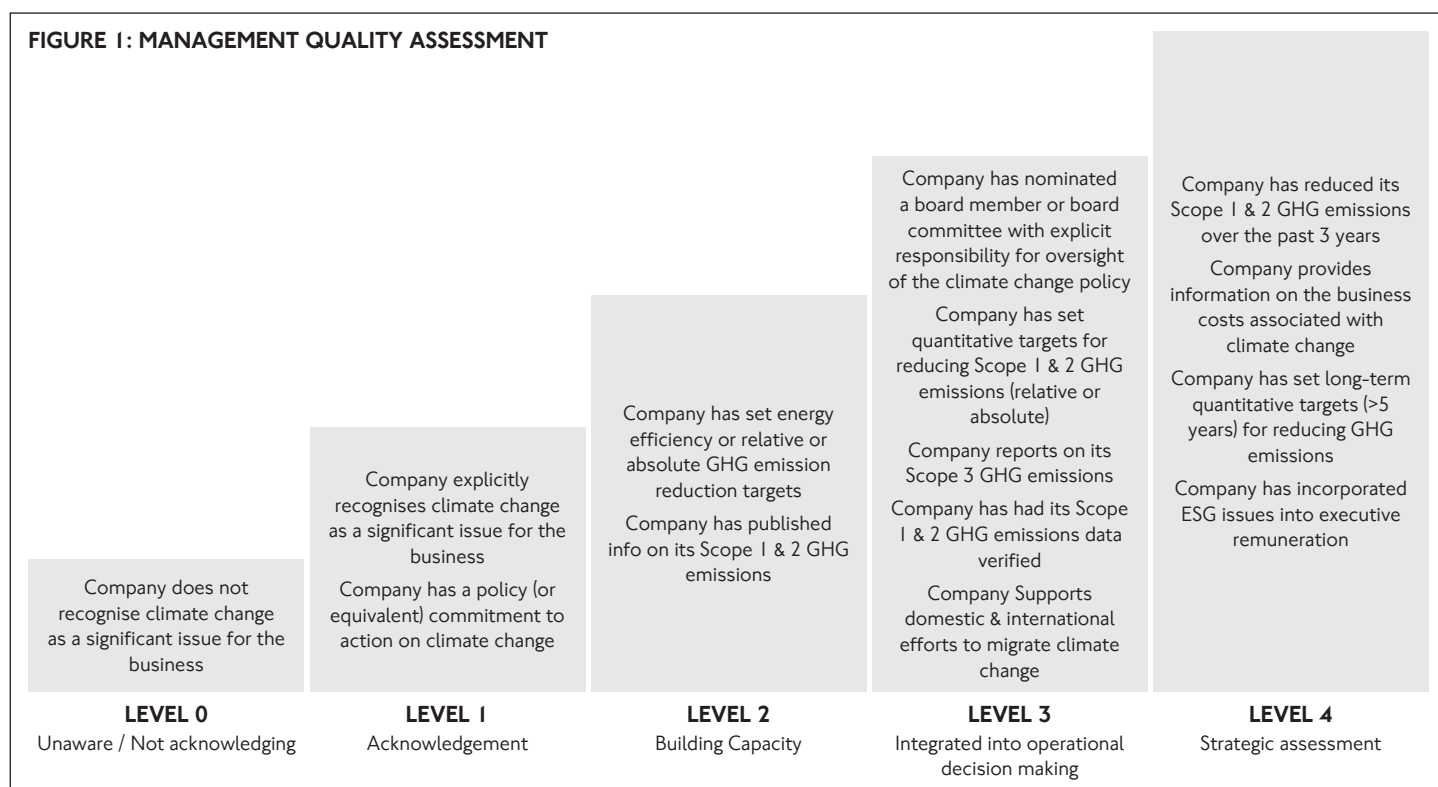 FIGURE 1: MANAGEMENT QUALITY ASSESSMENT
Company does not
recognise climate change
as a significant issue for the
business
LEVEL 0
Unaware / Not acknowledging
Company explicitly
recognises climate change
as a significant issue for the
business
Company has a policy (or
equivalent) commitment to
action on climate change
LEVEL 1
Acknowledgement
Company has set energy
efficiency or relative or
absolute GHG emission
reduction targets
Company has published
info on its Scope 1 & 2 GHG
emissions
LEVEL 2
Building Capacity
Company has nominated
a board member or board
committee with explicit
responsibility for oversight
of the climate change policy
Company has set
quantitative targets for
reducing Scope 1 & 2 GHG
emissions (relative or
absolute)
Company reports on its
Scope 3 GHG emissions
Company has had its Scope
1 & 2 GHG emissions data
verified
Company Supports
domestic & international
efforts to migrate climate
change
LEVEL 3
Integrated into operational
decision making
Company has reduced its
Scope 1 & 2 GHG emissions
over the past 3 years
Company provides
information on the business
costs associated with
climate change
Company has set long-term
quantitative targets (>5
years) for reducing GHG
emissions
Company has incorporated
ESG issues into executive
remuneration
LEVEL 4
Strategic assessment